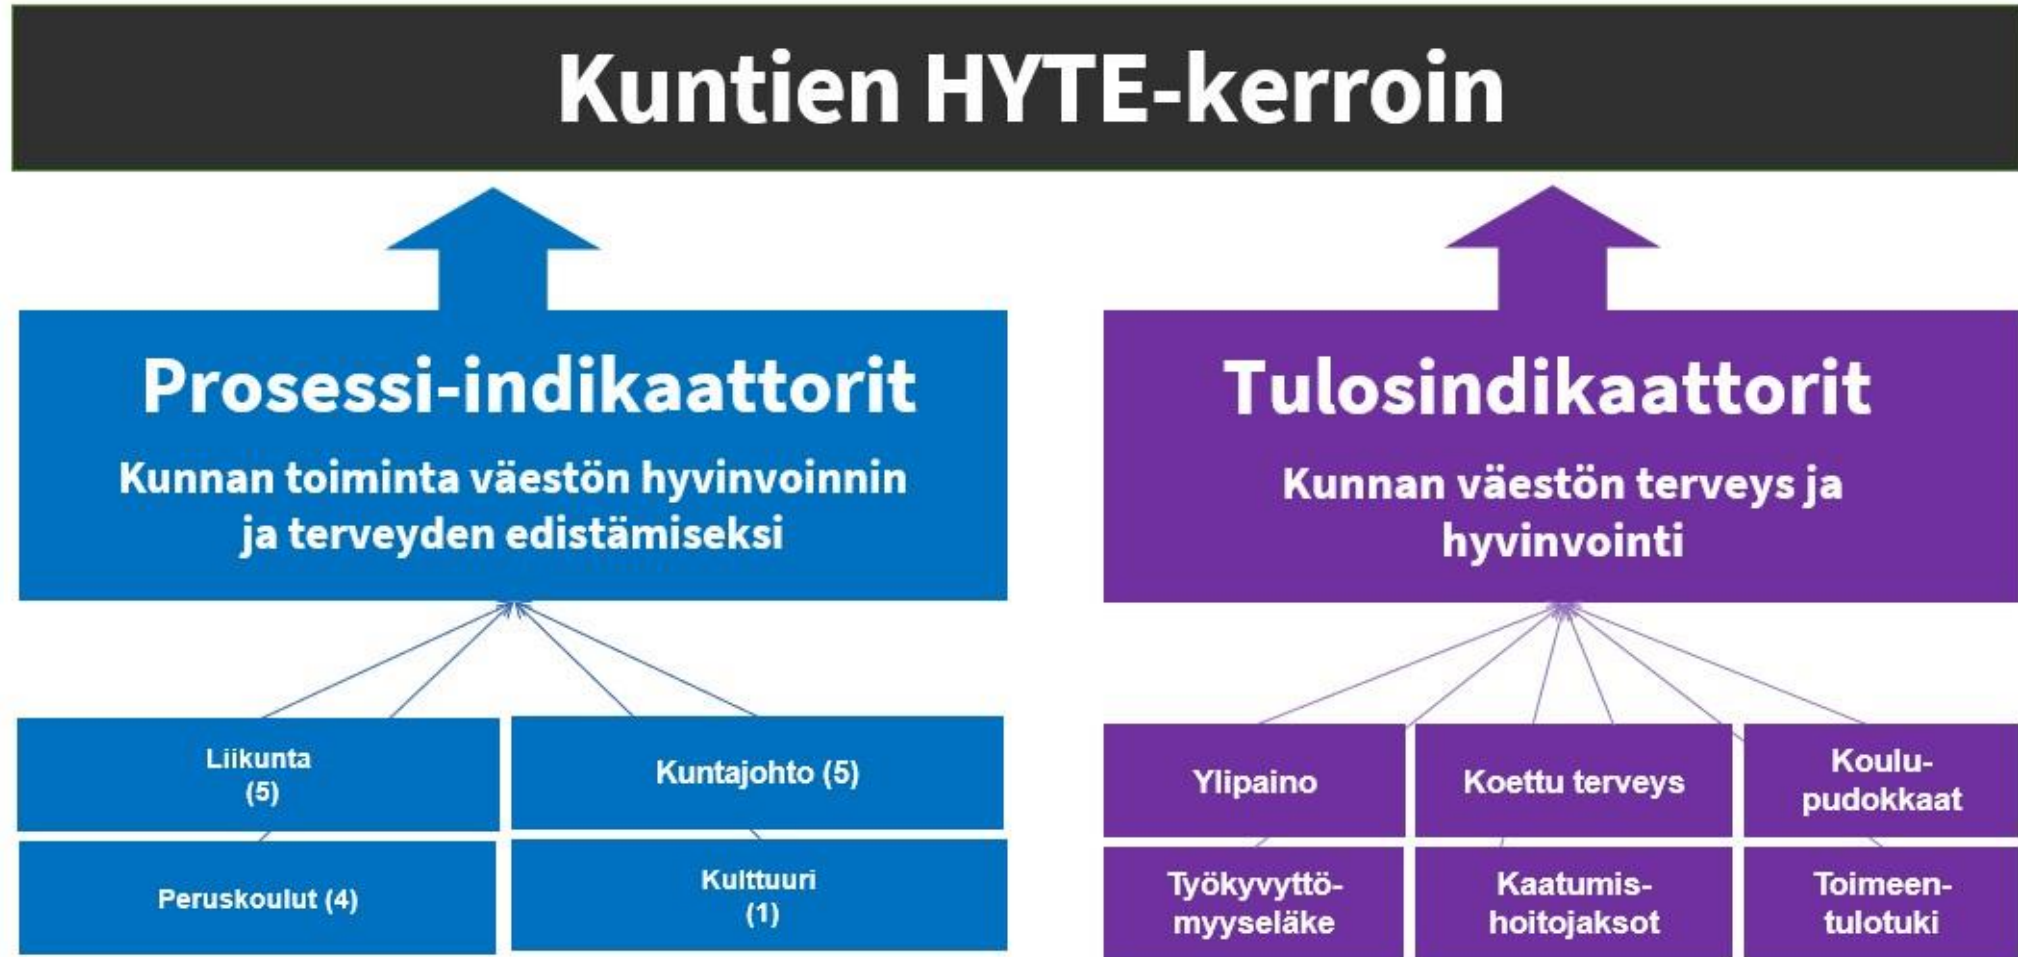 Kuntien HYTE-kerroin
Prosessi-indikaattorit
Kunnan toiminta väestön hyvinvoinnin
ja terveyden edistämiseksi
Liikunta
(5)
Kuntajohto (5)
Peruskoulut (4)
Kulttuuri
(1)
Tulosindikaattorit
Kunnan väestön terveys ja
hyvinvointi
Ylipaino
Koettu terveys
Koulu-
pudokkaat
Työkyvyttö-
myyseläke
Kaatumis-
hoitojaksot
Toimeen-
tulotuki